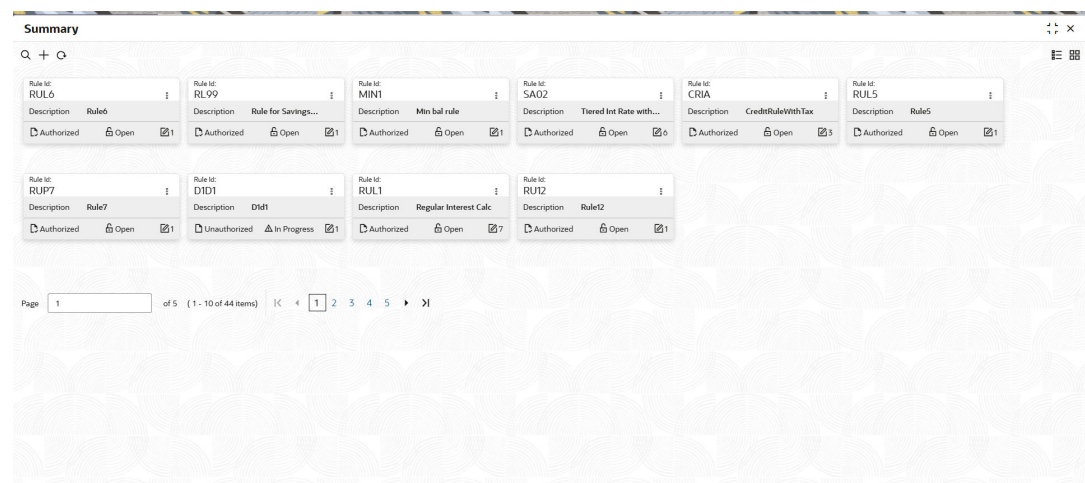 Summary
Rule Id: Rule Id: Rule Id: Rule Id: Rule Id: Rule Id:
RUL6 RL99 MIN1 SA02 CRIA RUL5
Description Rule6 Description Rule for Savings... Description Min bal rule Description Tiered Int Rate with... Description CreditRuleWithTax Description Rule5
Authorized Open 1 Authorized Open 1 Authorized Open 1 Authorized Open 6 Authorized Open 3 Authorized Open 1
Rule Id: Rule Id: Rule Id: Rule Id:
RUP7 D1D1 RUL1 RU12
Description Rule7 Description D1d1 Description Regular Interest Calc Description Rule12
Authorized Open 1 Unauthorized In Progress 1 Authorized Open 7 Authorized Open 1
Page 1 of 5 ( 1 - 10 of 44 items) 1 2 3 4 5